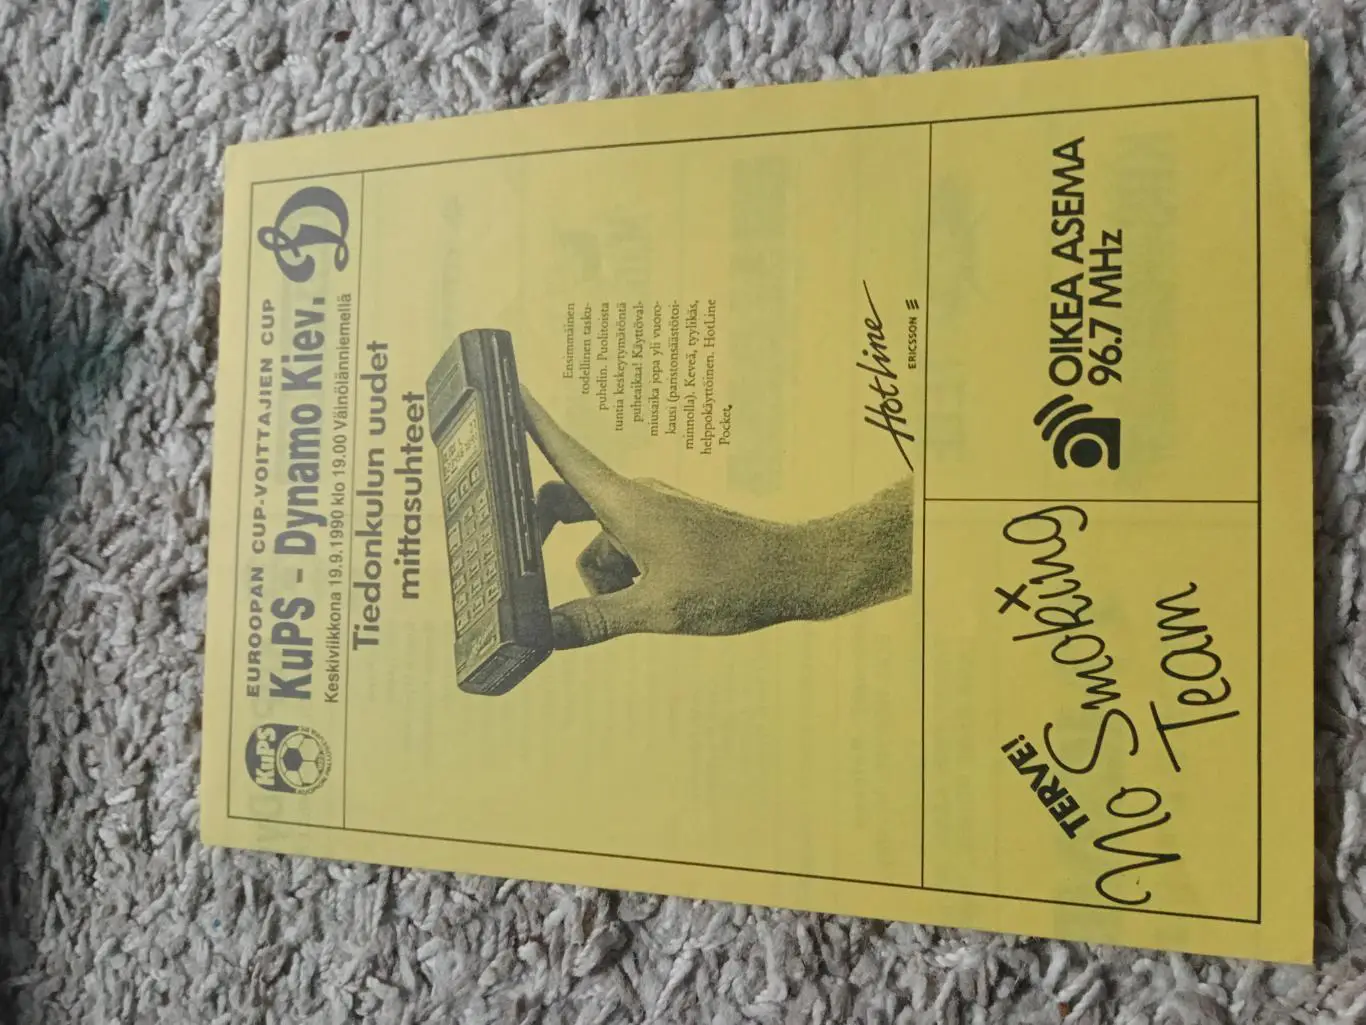 EUROOPAN CUP-VOITTAJIEN CUP
KuPS - Dynamo Kiev.
Keskiviikkona 19.9.1990 klo 19.00 Väinölänniemellä
KuPS
Tiedonkulun uudet
mittasuhteet
Ensimmäinen
todellinen tasku-
puhelin. Puolitoista
tuntia keskeytymätöntä
puheaikaa! Käyttöval-
miusaika jopa yli vuoro-
kausi (paristonsäästötoi-
minnolla). Keveä, tyylikäs,
helppokäyttöinen. HotLine
Pocket.
HotLine
ERICSSON
TERVE!
No Smoking
Team
OIKEA ASEMA
96.7 MHz